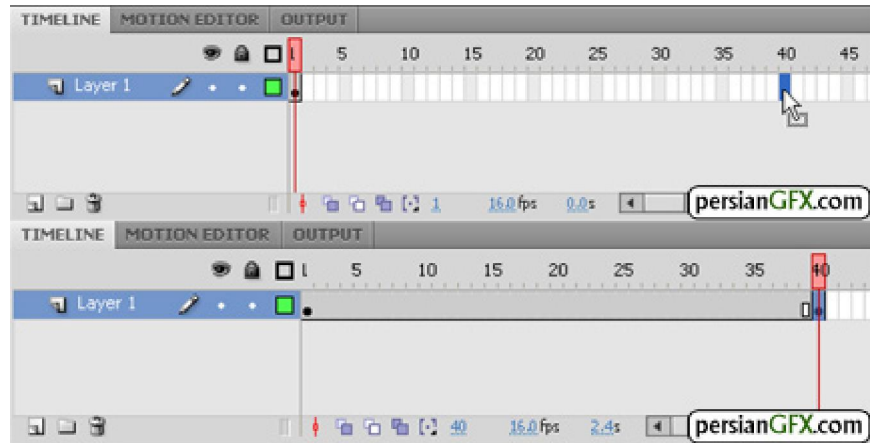 TIMELINE MOTION EDITOR OUTPUT
1 5 10 15 20 25 30 35 40 45
Layer 1
1 16.0 fps 0.0s
persianGFX.com
TIMELINE MOTION EDITOR OUTPUT
1 5 10 15 20 25 30 35 40
Layer 1
40 16.0 fps 2.4s
persianGFX.com